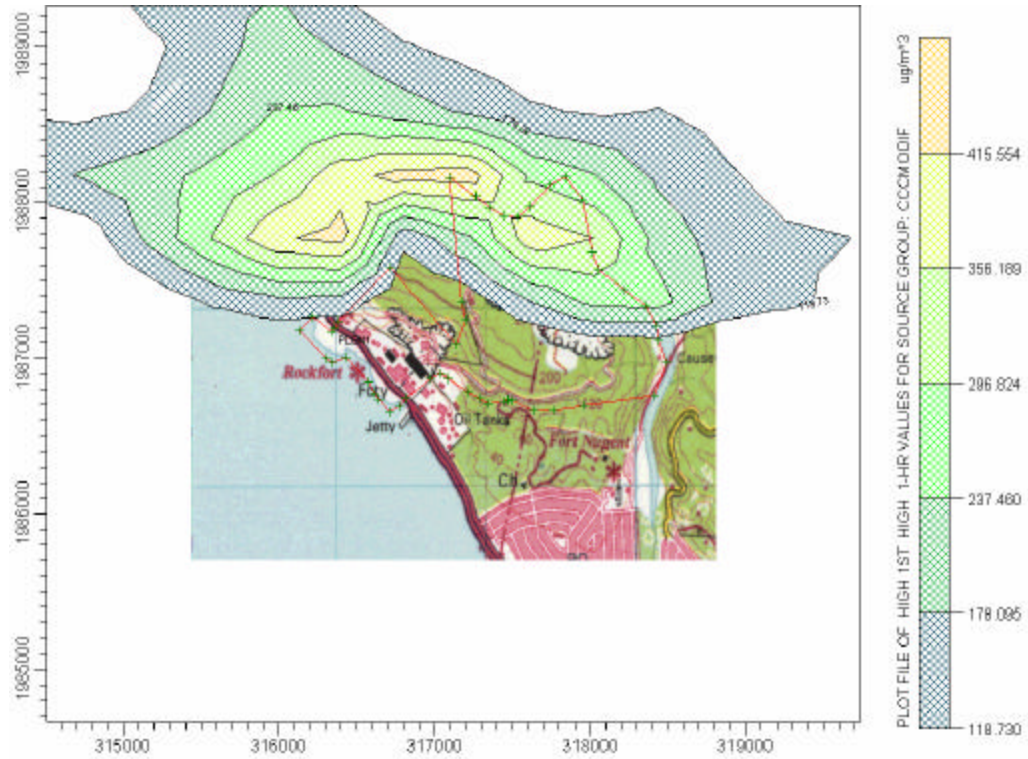 1989000
1988000
1987000
1986000
1985000
315000
316000
317000
318000
319000
237.46
Rockfort
Jetty
Oil Tanks
200
Cause
Fort Nugent
Ch
PLOT FILE OF HIGH 1ST HIGH 1-HR VALUES FOR SOURCE GROUP: CCCMODIF
ug/m^3
415.554
356.189
296.824
237.460
178.095
118.730